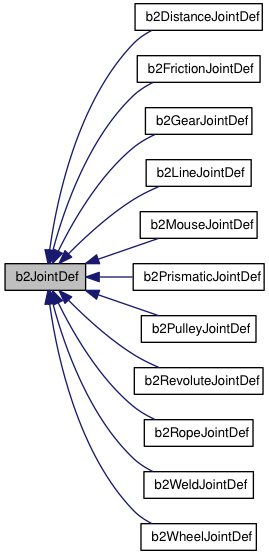 b2DistanceJointDef
b2FrictionJointDef
b2GearJointDef
b2LineJointDef
b2MouseJointDef
b2JointDef
b2PrismaticJointDef
b2PulleyJointDef
b2RevoluteJointDef
b2RopeJointDef
b2WeldJointDef
b2WheelJointDef